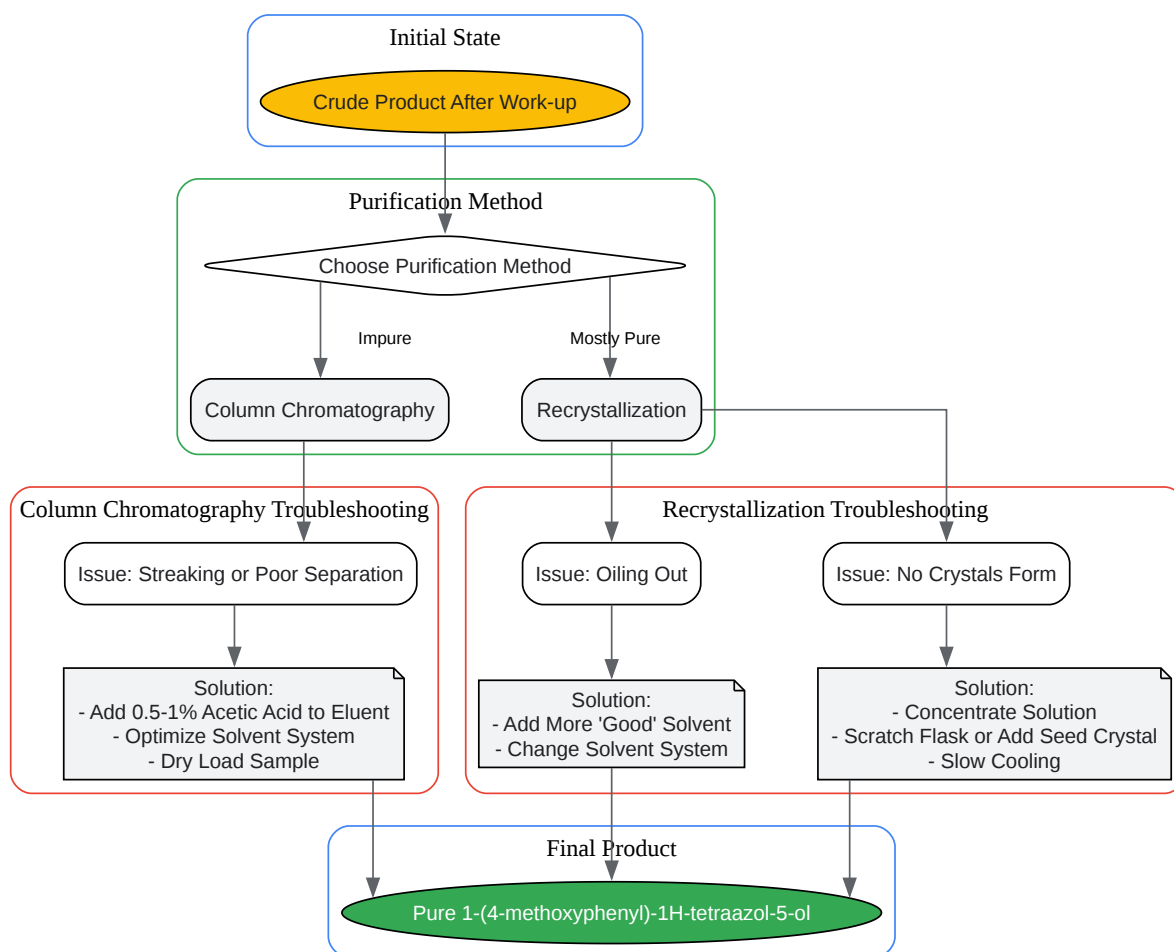 Initial State
Crude Product After Work-up
Purification Method
Choose Purification Method
Impure
Mostly Pure
Column Chromatography
Recrystallization
Column Chromatography Troubleshooting
Issue: Streaking or Poor Separation
Solution:
- Add 0.5-1% Acetic Acid to Eluent
- Optimize Solvent System
- Dry Load Sample
Recrystallization Troubleshooting
Issue: Oiling Out
Issue: No Crystals Form
Solution:
- Add More 'Good' Solvent
- Change Solvent System
Solution:
- Concentrate Solution
- Scratch Flask or Add Seed Crystal
- Slow Cooling
Final Product
Pure 1-(4-methoxyphenyl)-1H-tetraazol-5-ol